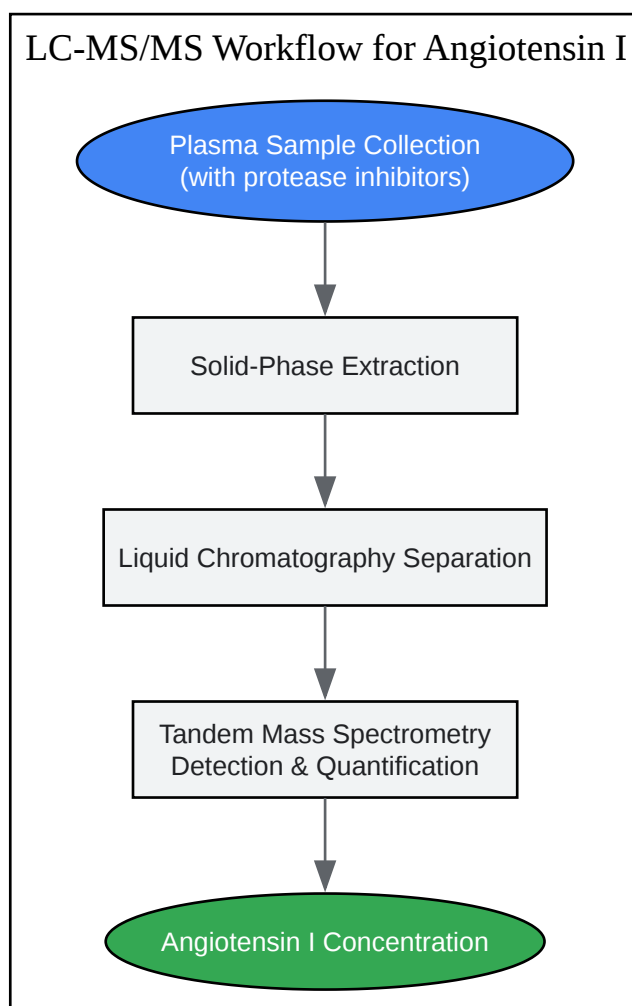 LC-MS/MS Workflow for Angiotensin I
Plasma Sample Collection
(with protease inhibitors)
Solid-Phase Extraction
Liquid Chromatography Separation
Tandem Mass Spectrometry
Detection & Quantification
Angiotensin I Concentration